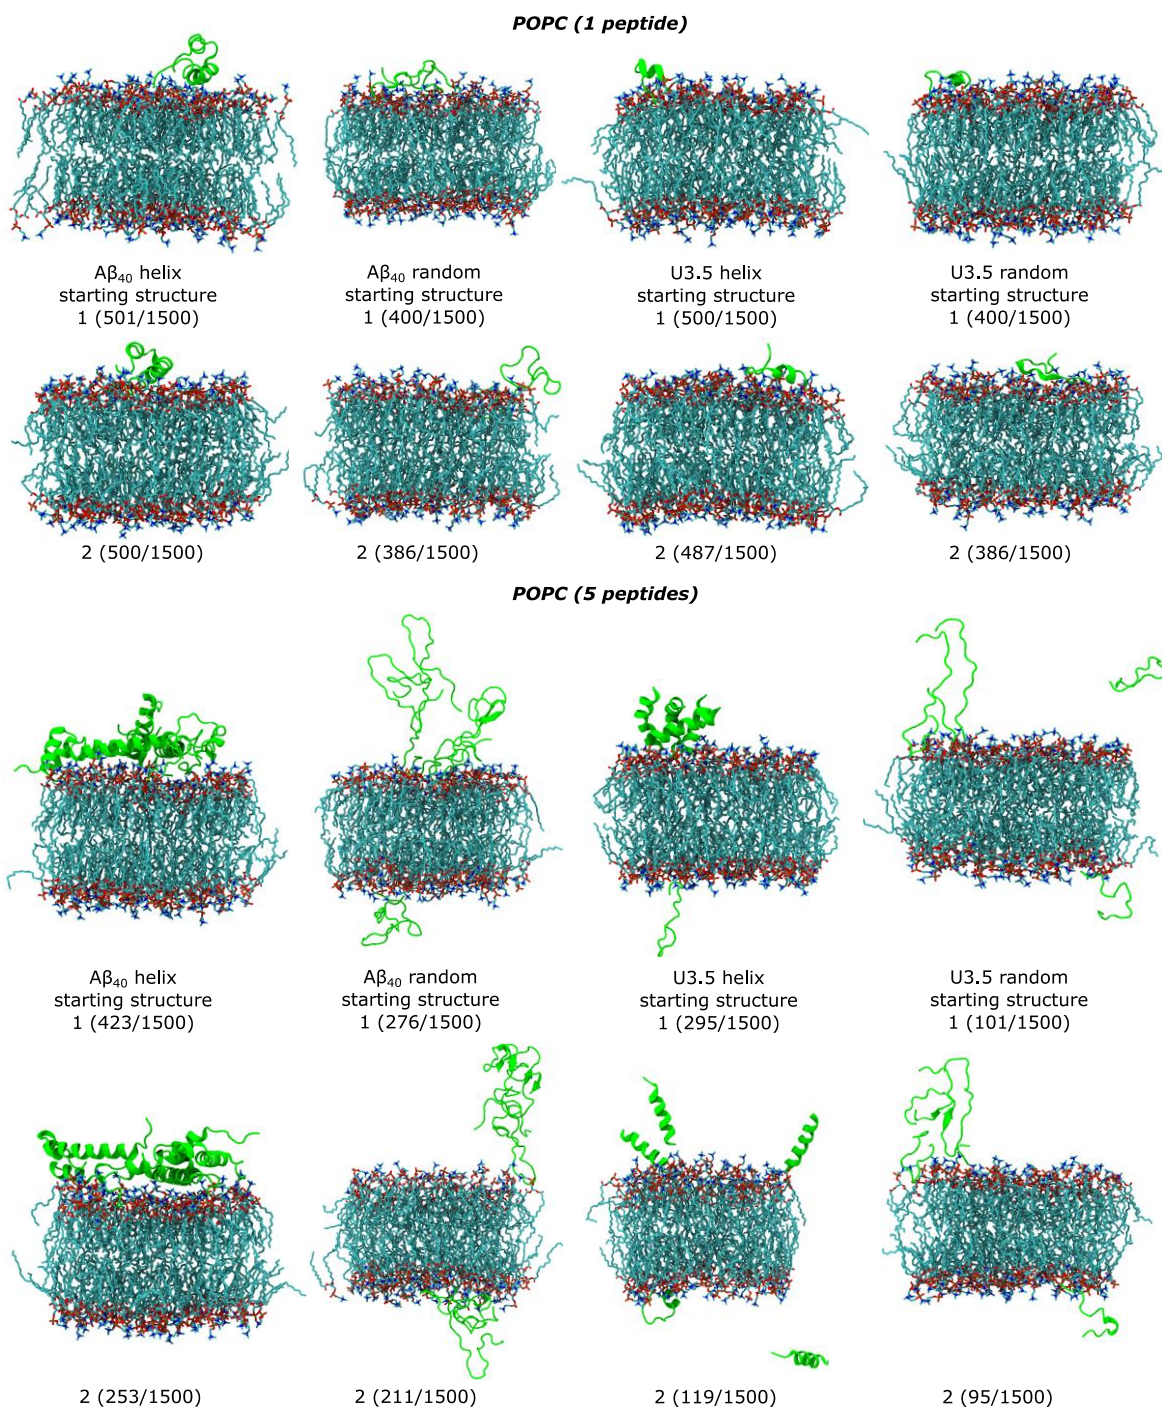 POPC (1 peptide)
Aβ₄₀ helix
starting structure
1 (501/1500)
Aβ₄₀ random
starting structure
1 (400/1500)
U3.5 helix
starting structure
1 (500/1500)
U3.5 random
starting structure
1 (400/1500)
2 (500/1500)
2 (386/1500)
2 (487/1500)
2 (386/1500)
POPC (5 peptides)
Aβ₄₀ helix
starting structure
1 (423/1500)
Aβ₄₀ random
starting structure
1 (276/1500)
U3.5 helix
starting structure
1 (295/1500)
U3.5 random
starting structure
1 (101/1500)
2 (253/1500)
2 (211/1500)
2 (119/1500)
2 (95/1500)